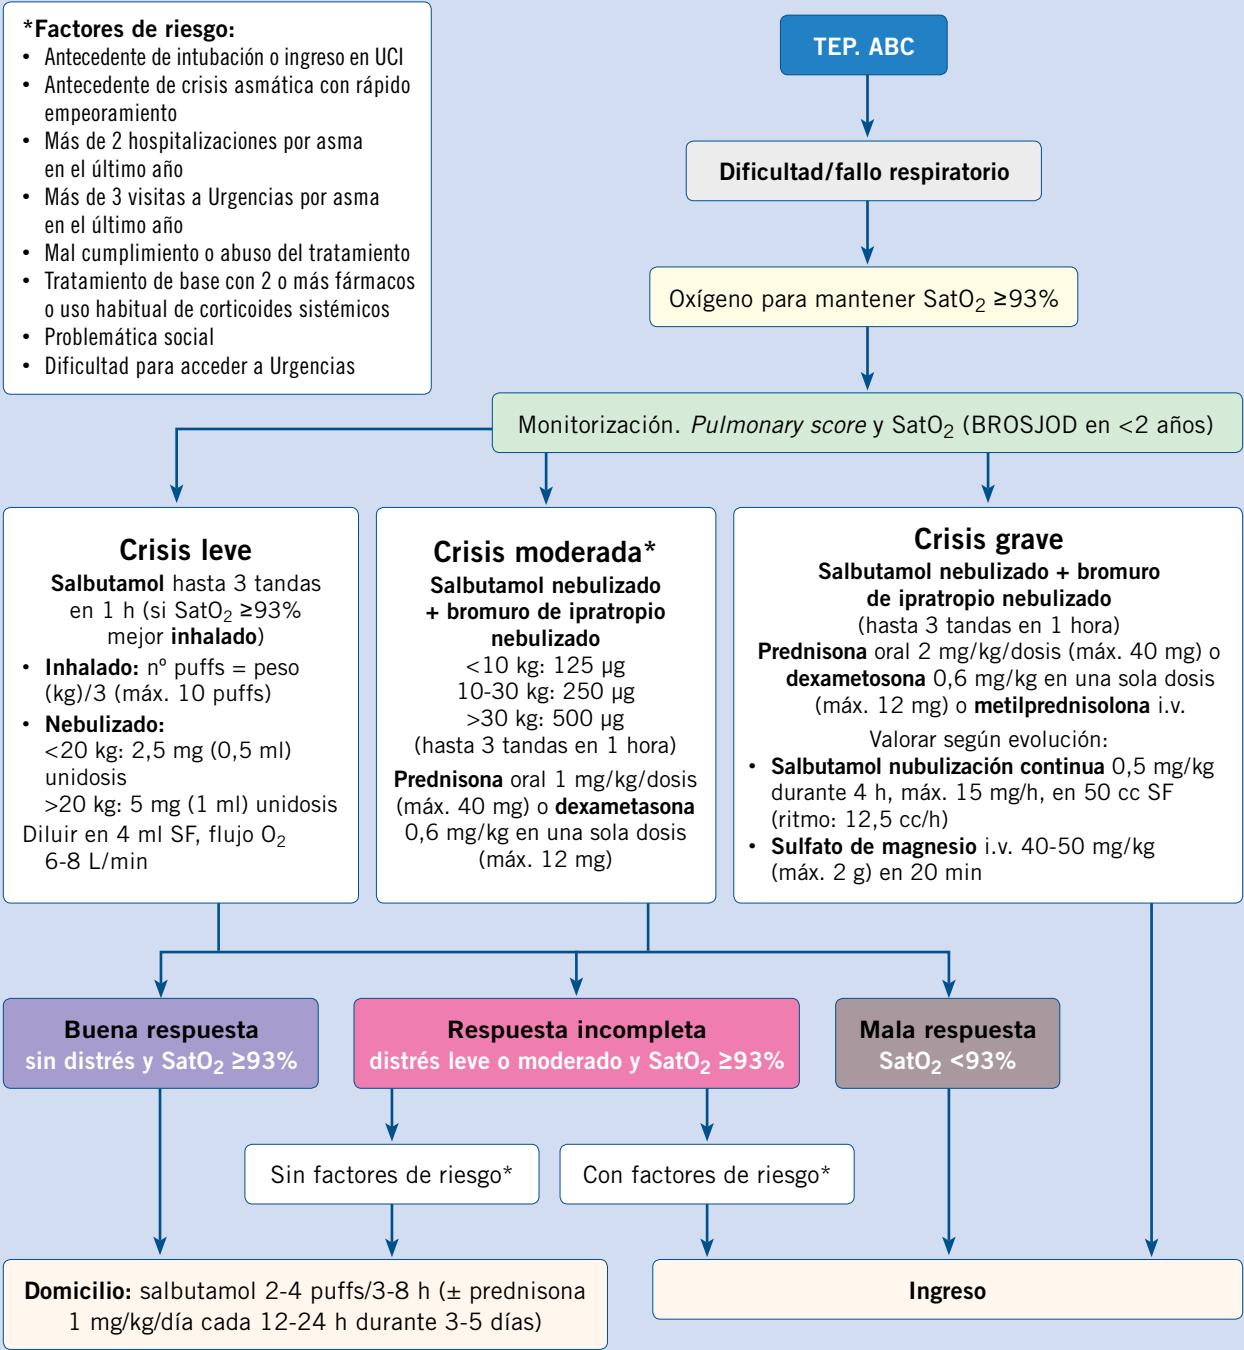 *Factores de riesgo:
• Antecedente de intubación o ingreso en UCI
• Antecedente de crisis asmática con rápido
empeoramiento
• Más de 2 hospitalizaciones por asma
en el último año
• Más de 3 visitas a Urgencias por asma
en el último año
• Mal cumplimiento o abuso del tratamiento
• Tratamiento de base con 2 o más fármacos
o uso habitual de corticoides sistémicos
• Problemática social
• Dificultad para acceder a Urgencias
TEP. ABC
Dificultad/fallo respiratorio
Oxígeno para mantener SatO₂ ≥93%
Monitorización. Pulmonary score y SatO₂ (BROSJOD en <2 años)
Crisis leve
Salbutamol hasta 3 tandas
en 1 h (si SatO₂ ≥93%
mejor inhalado)
• Inhalado: nº puffs = peso
(kg)/3 (máx. 10 puffs)
• Nebulizado:
<20 kg: 2,5 mg (0,5 ml)
unidosis
>20 kg: 5 mg (1 ml) unidosis
Diluir en 4 ml SF, flujo O₂
6-8 L/min
Crisis moderada*
Salbutamol nebulizado
+ bromuro de ipratropio
nebulizado
<10 kg: 125 µg
10-30 kg: 250 µg
>30 kg: 500 µg
(hasta 3 tandas en 1 hora)
Prednisona oral 1 mg/kg/dosis
(máx. 40 mg) o dexametasona
0,6 mg/kg en una sola dosis
(máx. 12 mg)
Crisis grave
Salbutamol nebulizado + bromuro
de ipratropio nebulizado
(hasta 3 tandas en 1 hora)
Prednisona oral 2 mg/kg/dosis (máx. 40 mg) o
dexametosona 0,6 mg/kg en una sola dosis
(máx. 12 mg) o metilprednisolona i.v.
Valorar según evolución:
• Salbutamol nubulización continua 0,5 mg/kg
durante 4 h, máx. 15 mg/h, en 50 cc SF
(ritmo: 12,5 cc/h)
• Sulfato de magnesio i.v. 40-50 mg/kg
(máx. 2 g) en 20 min
Buena respuesta
sin distrés y SatO₂ ≥93%
Respuesta incompleta
distrés leve o moderado y SatO₂ ≥93%
Mala respuesta
SatO₂ <93%
Sin factores de riesgo*
Con factores de riesgo*
Domicilio: salbutamol 2-4 puffs/3-8 h (± prednisona
1 mg/kg/día cada 12-24 h durante 3-5 días)
Ingreso